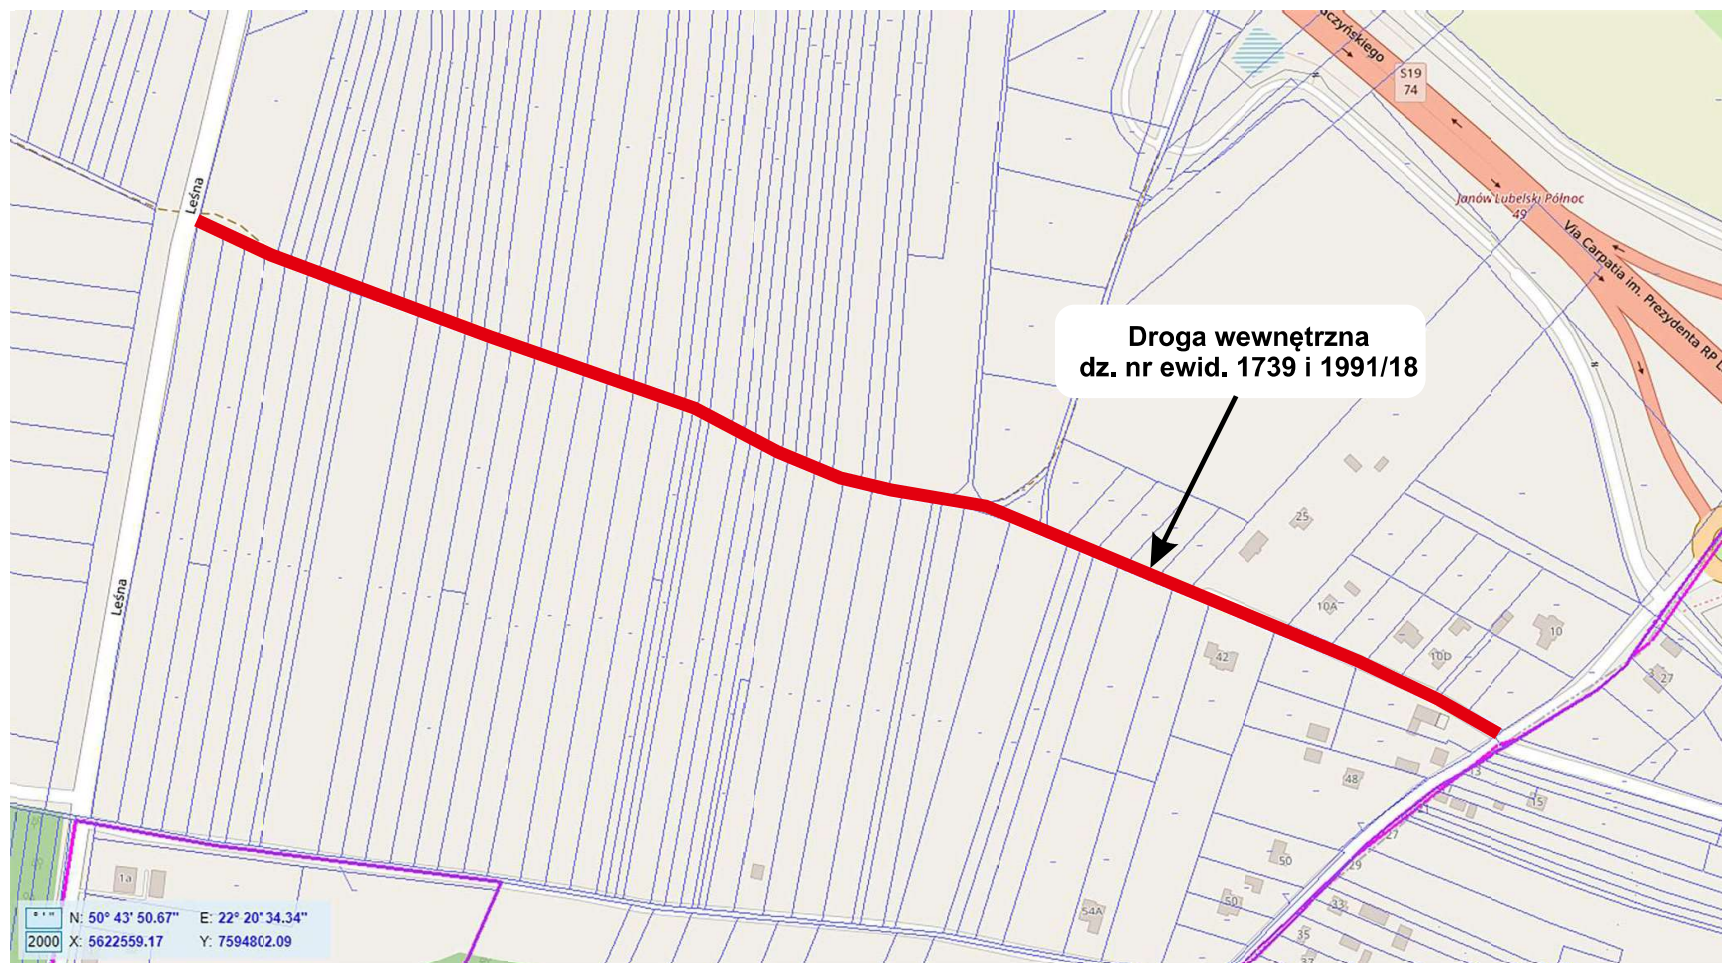 S19
74
Leśna
Janów Lubelski Północ
49
Via Carpatia im. Prezydenta RP
Droga wewnętrzna
dz. nr ewid. 1739 i 1991/18
25
10A
10
10D
42
3
27
Leśna
48
13
15
27
50
29
1a
50
54A
33
35
37
° ' "
N: 50° 43' 50.67" E: 22° 20' 34.34"
2000 X: 5622559.17 Y: 7594802.09